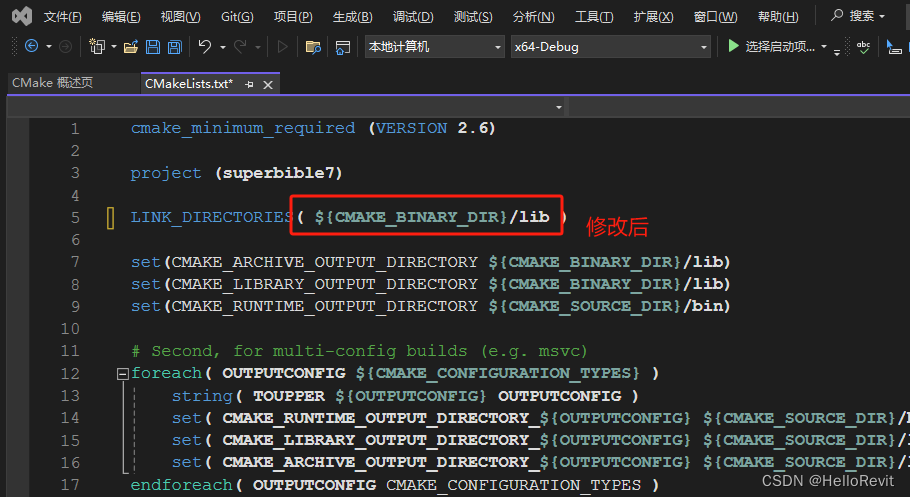 文件(F) 编辑(E) 视图(V) Git(G) 项目(P) 生成(B) 调试(D) 测试(S) 分析(N) 工具(T) 扩展(X) 窗口(W) 帮助(H) 搜索
本地计算机 x64-Debug 选择启动项...
CMake 概述页 CMakeLists.txt*
1 cmake_minimum_required (VERSION 2.6)
2
3 project (superbible7)
4
5 LINK_DIRECTORIES( ${CMAKE_BINARY_DIR}/lib )
修改后
6
7 set(CMAKE_ARCHIVE_OUTPUT_DIRECTORY ${CMAKE_BINARY_DIR}/lib)
8 set(CMAKE_LIBRARY_OUTPUT_DIRECTORY ${CMAKE_BINARY_DIR}/lib)
9 set(CMAKE_RUNTIME_OUTPUT_DIRECTORY ${CMAKE_SOURCE_DIR}/bin)
10
11 # Second, for multi-config builds (e.g. msvc)
12 foreach( OUTPUTCONFIG ${CMAKE_CONFIGURATION_TYPES} )
13 string( TOUPPER ${OUTPUTCONFIG} OUTPUTCONFIG )
14 set( CMAKE_RUNTIME_OUTPUT_DIRECTORY_${OUTPUTCONFIG} ${CMAKE_SOURCE_DIR}/
15 set( CMAKE_LIBRARY_OUTPUT_DIRECTORY_${OUTPUTCONFIG} ${CMAKE_SOURCE_DIR}/
16 set( CMAKE_ARCHIVE_OUTPUT_DIRECTORY_${OUTPUTCONFIG} ${CMAKE_SOURCE_DIR}/
17 endforeach( OUTPUTCONFIG CMAKE_CONFIGURATION_TYPES )
CSDN @HelloRevit